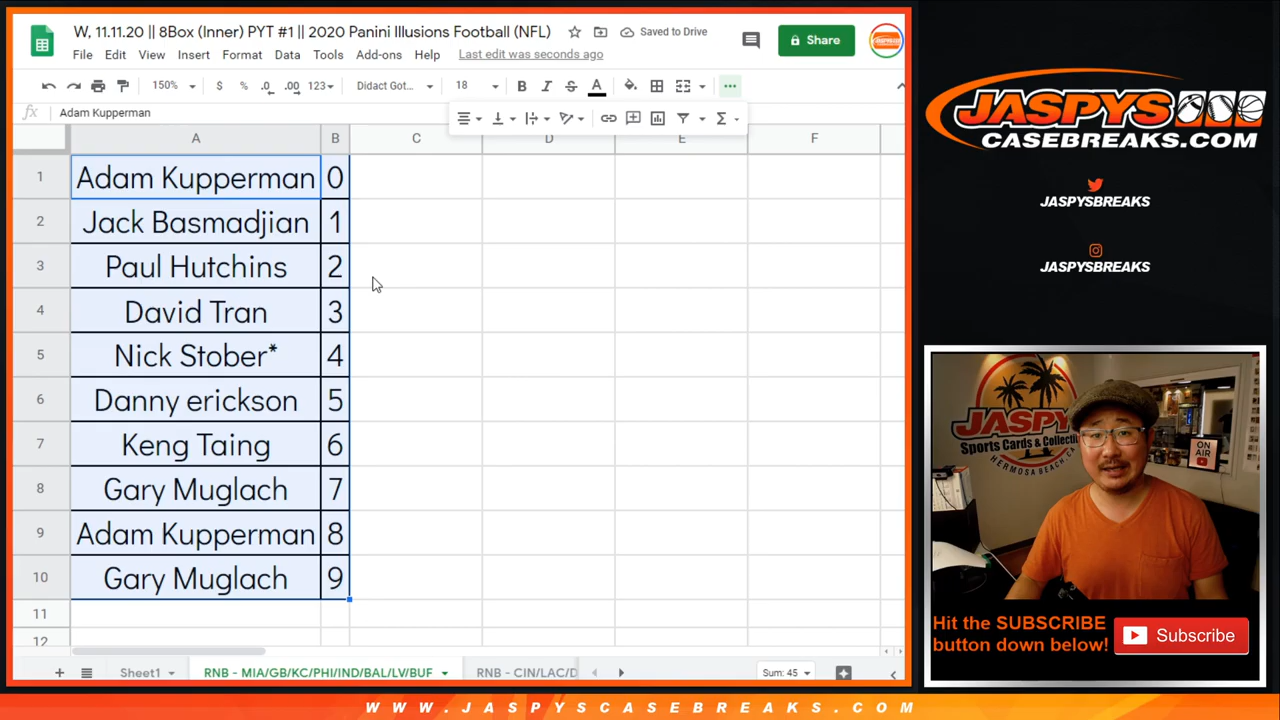 W, 11.11.20 || 8Box (Inner) PYT #1 || 2020 Panini Illusions Football (NFL)
Saved to Drive
Share
File Edit View Insert Format Data Tools Add-ons Help Last edit was seconds ago
150% $ % .0 .00 123 Didact Got... 18 B I S A
fx Adam Kupperman
A B C D E F
1 Adam Kupperman 0
2 Jack Basmadjian 1
3 Paul Hutchins 2
4 David Tran 3
5 Nick Stober* 4
6 Danny erickson 5
7 Keng Taing 6
8 Gary Muglach 7
9 Adam Kupperman 8
10 Gary Muglach 9
11
12
Sheet1 RNB - MIA/GB/KC/PHI/IND/BAL/LV/BUF RNB - CIN/LAC/D Sum: 45
JASPYS
CASEBREAKS.COM
JASPYSBREAKS
JASPYSBREAKS
JASPYS
Sports Cards & Collectib
HERMOSA BEACH, CA
ON AIR
Hit the SUBSCRIBE
button down below!
Subscribe
WWW.JASPYSCASEBREAKS.COM